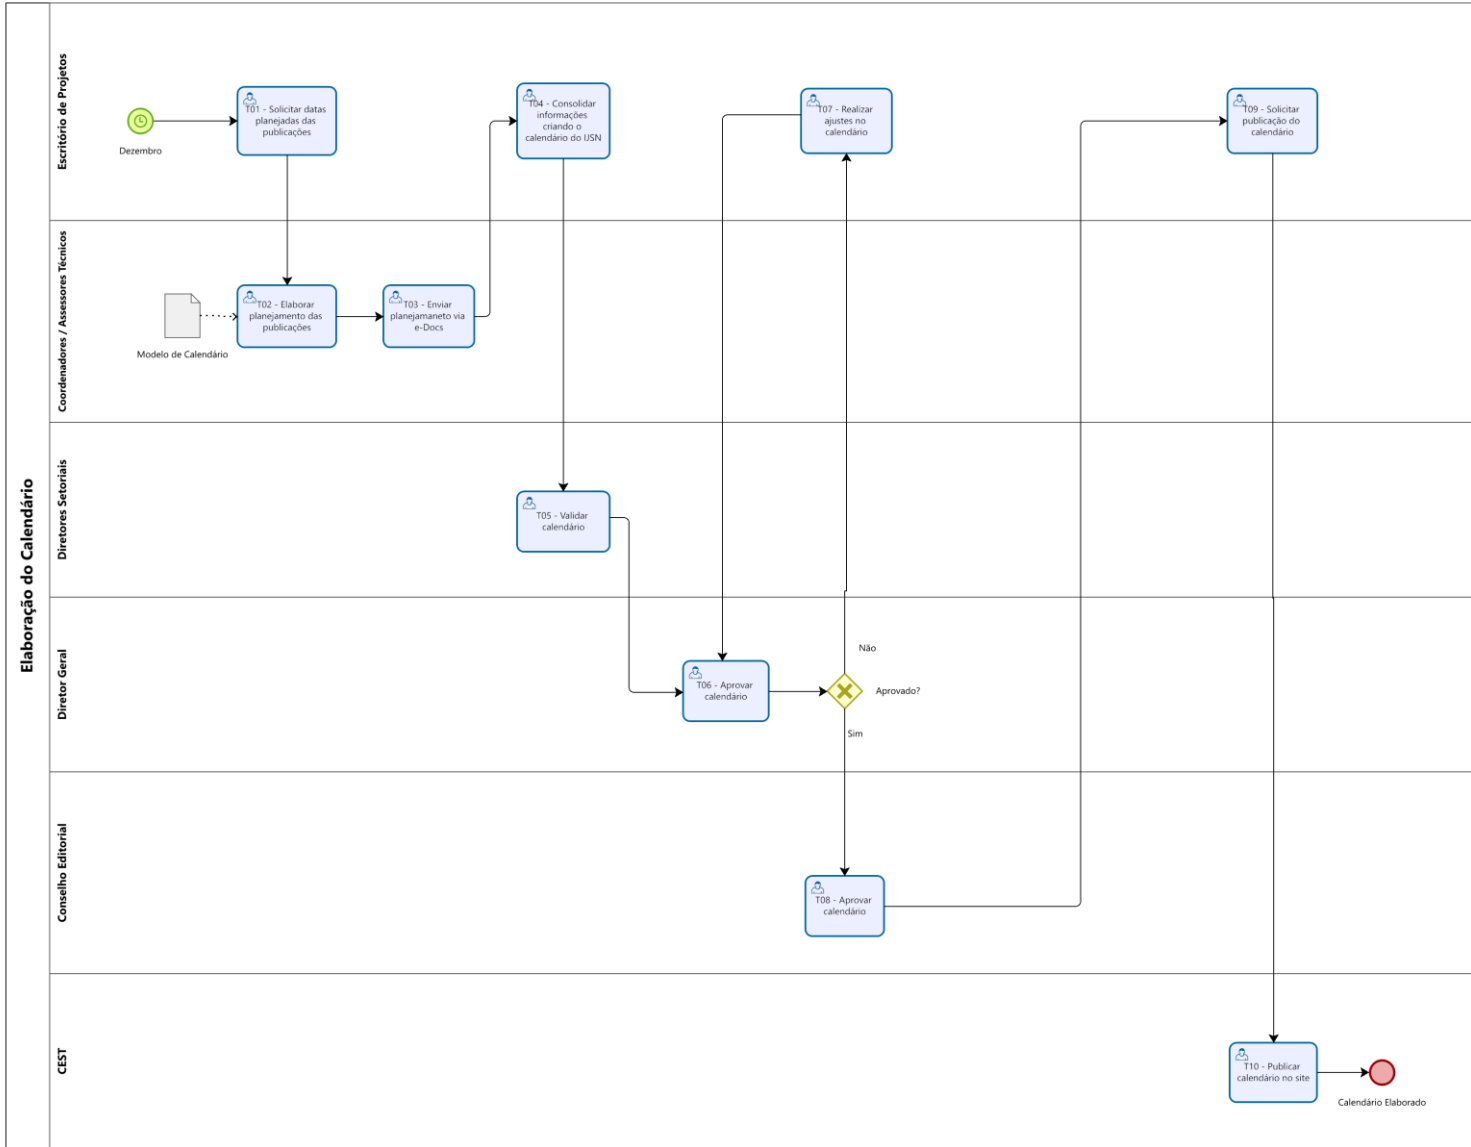 Elaboração do Calendário
Escritório de Projetos
Dezembro
T01 - Solicitar datas
planejadas das
publicações
T04 - Consolidar
informações
criando o
calendário do IJSN
T07 - Realizar
ajustes no
calendário
T09 - Solicitar
publicação do
calendário
Coordenadores / Assessores Técnicos
Modelo de Calendário
T02 - Elaborar
planejamento das
publicações
T03 - Enviar
planejamaneto via
e-Docs
Diretores Setoriais
T05 - Validar
calendário
Diretor Geral
T06 - Aprovar
calendário
Não
Aprovado?
Sim
Conselho Editorial
T08 - Aprovar
calendário
CEST
T10 - Publicar
calendário no site
Calendário Elaborado